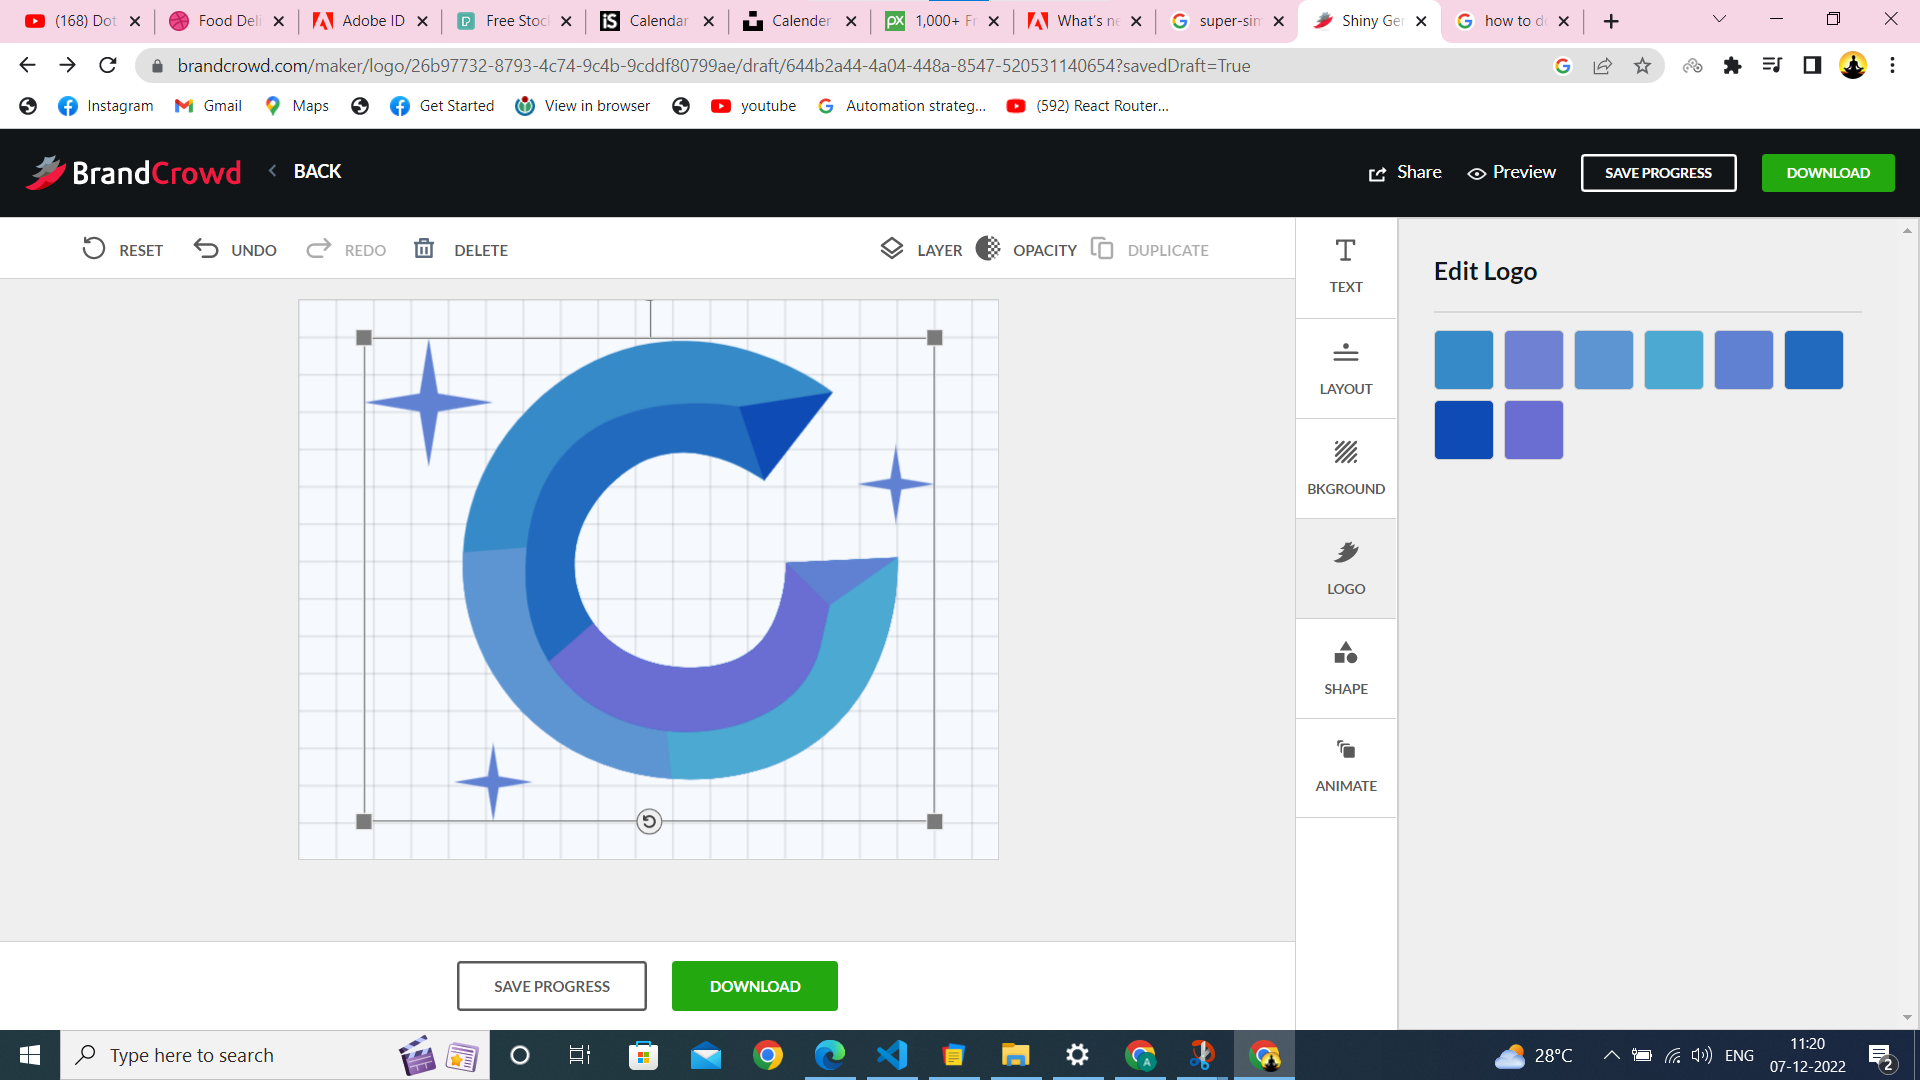 (168) Dot
Food Deli
Adobe ID
Free Stock
Calendar
Calender
1,000+ Fr
What's ne
super-sim
Shiny Ger
how to do
brandcrowd.com/maker/logo/26b97732-8793-4c74-9c4b-9cddf80799ae/draft/644b2a44-4a04-448a-8547-520531140654?savedDraft=True
Instagram
Gmail
Maps
Get Started
View in browser
youtube
Automation strateg...
(592) React Router...
BrandCrowd
BACK
Share
Preview
SAVE PROGRESS
DOWNLOAD
RESET
UNDO
REDO
DELETE
LAYER
OPACITY
DUPLICATE
TEXT
LAYOUT
BKGROUND
LOGO
SHAPE
ANIMATE
Edit Logo
SAVE PROGRESS
DOWNLOAD
Type here to search
28°C
ENG
11:20
07-12-2022
2